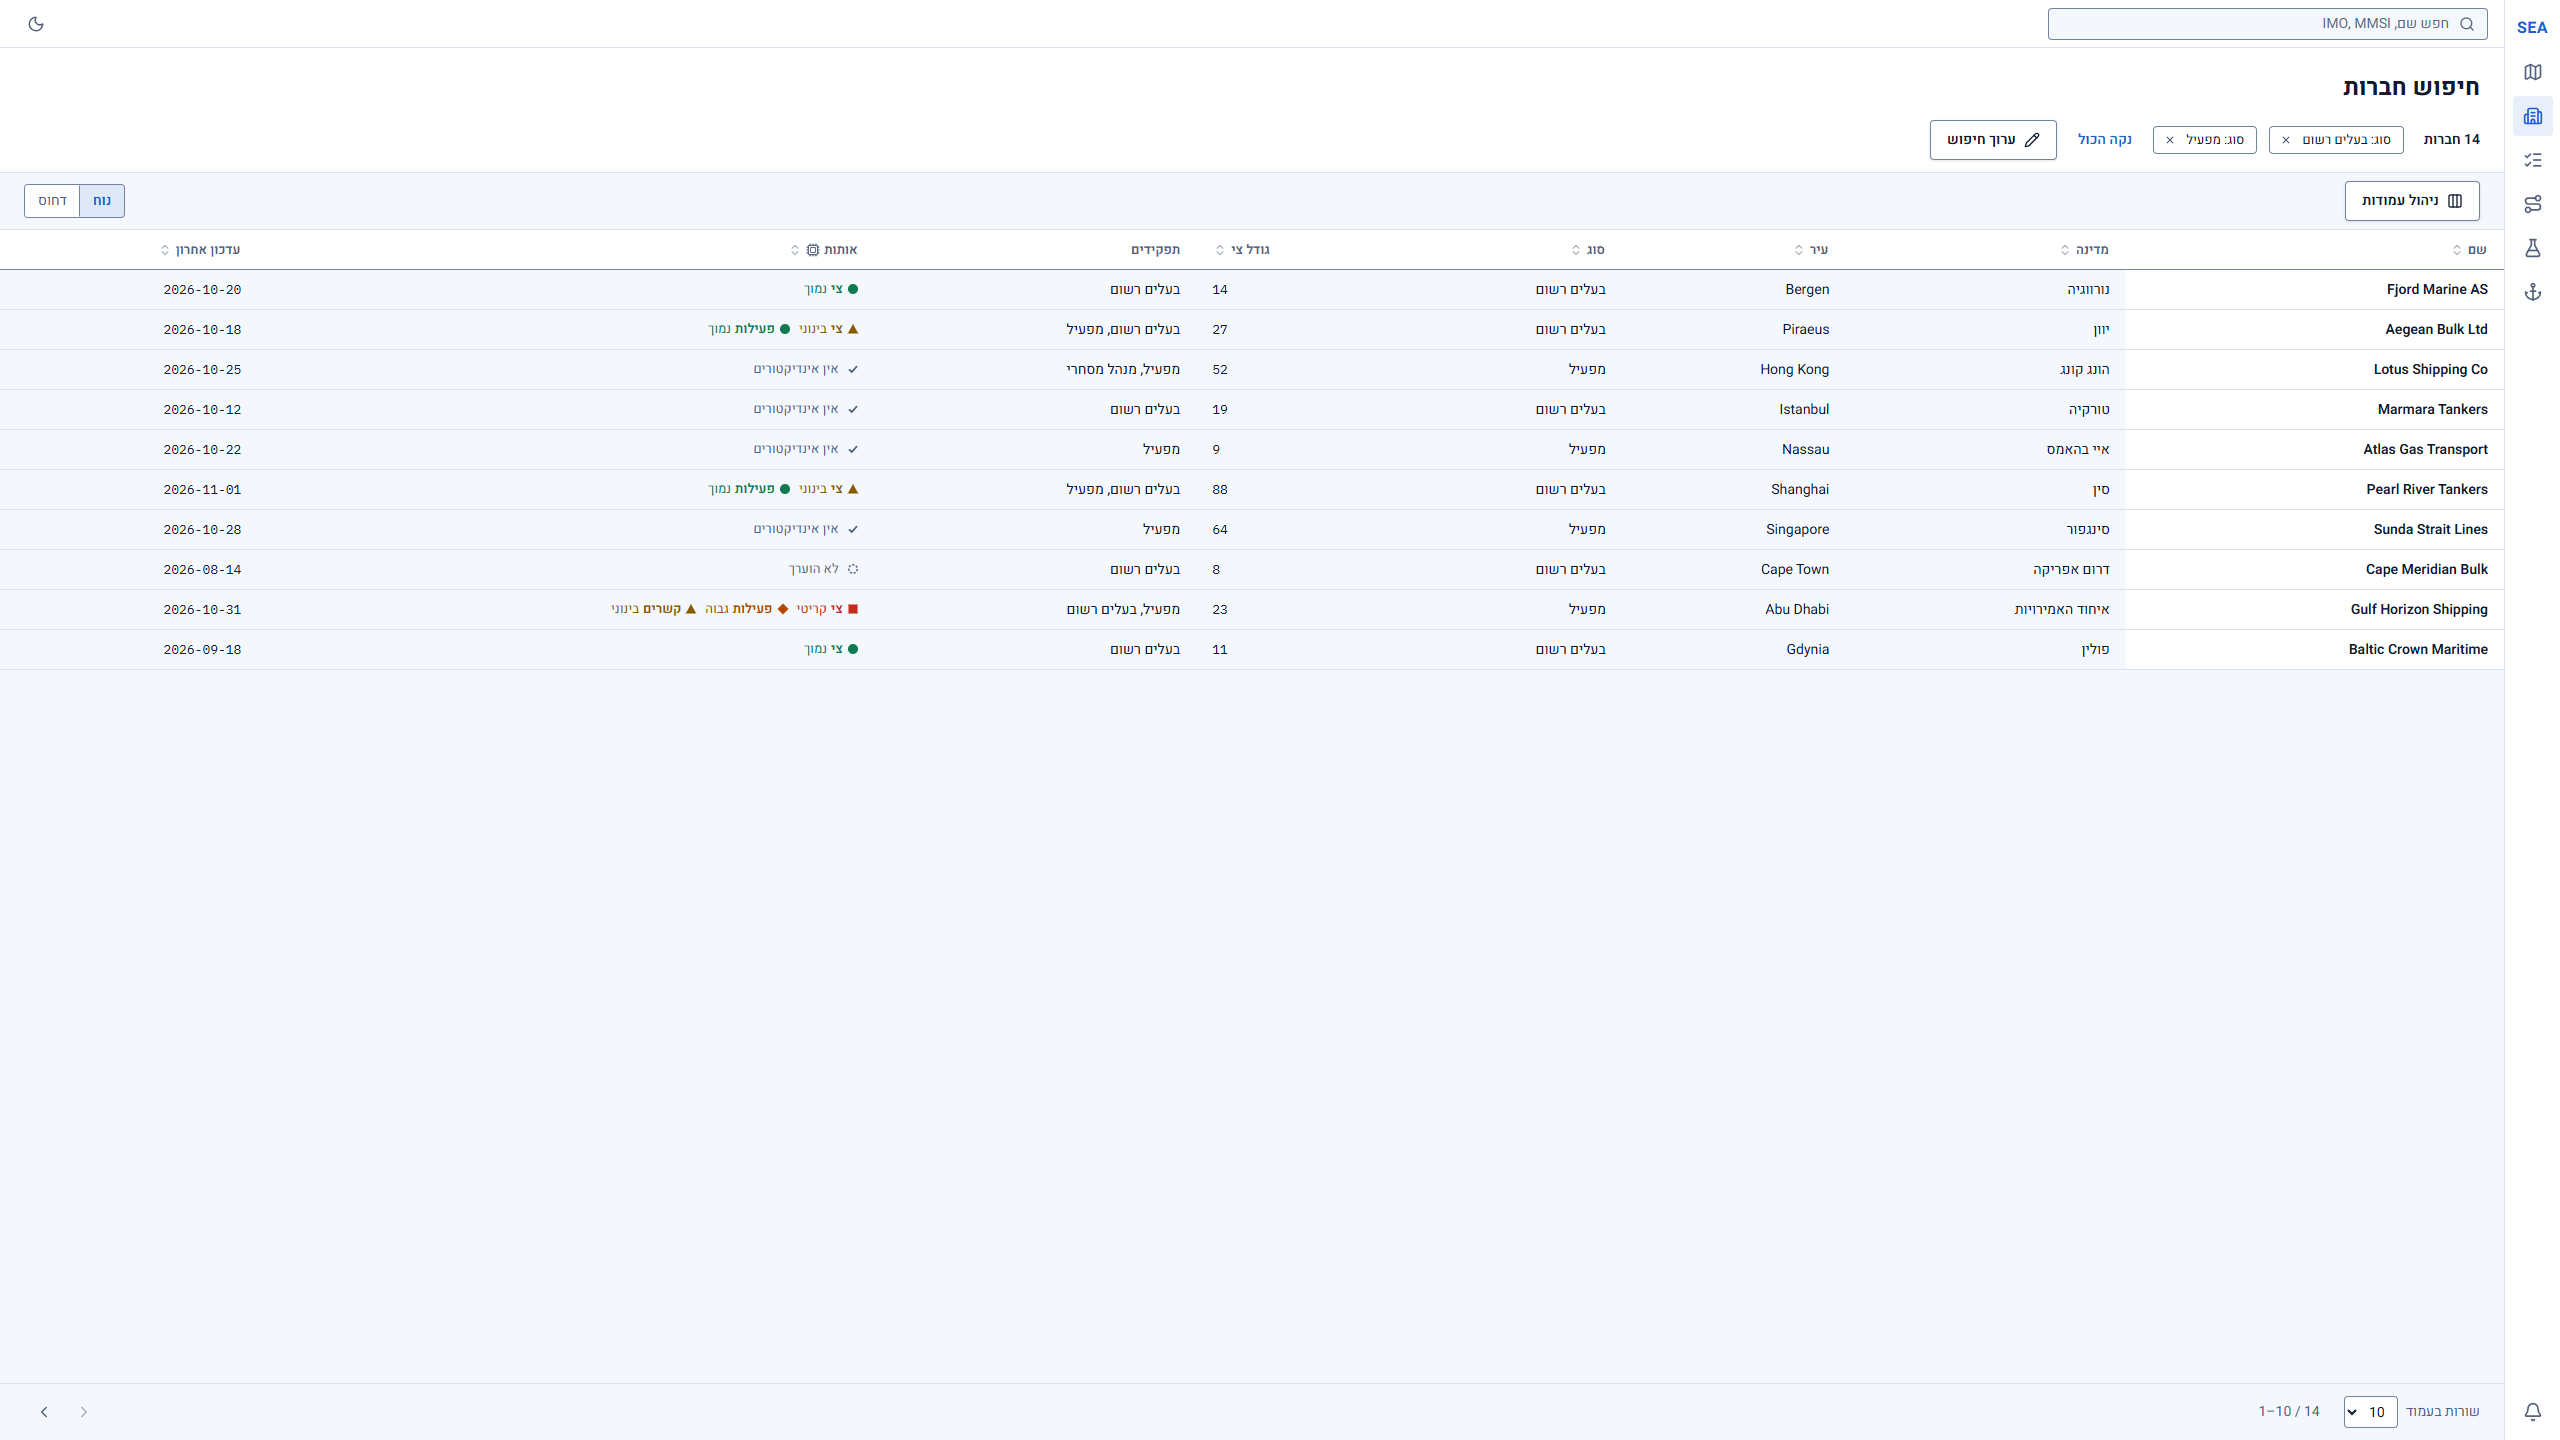 SEA
חפש שם, IMO, MMSI
חיפוש חברות
14 חברות סוג: בעלים רשום סוג: מפעיל נקה הכול ערוך חיפוש
ניהול עמודות נוח דחוס
שם מדינה עיר סוג גודל צי תפקידים אותות עדכון אחרון
Fjord Marine AS נורווגיה Bergen בעלים רשום 14 בעלים רשום צי נמוך 2026-10-20
Aegean Bulk Ltd יוון Piraeus בעלים רשום 27 בעלים רשום, מפעיל צי בינוני פעילות נמוך 2026-10-18
Lotus Shipping Co הונג קונג Hong Kong מפעיל 52 מפעיל, מנהל מסחרי אין אינדיקטורים 2026-10-25
Marmara Tankers טורקיה Istanbul בעלים רשום 19 בעלים רשום אין אינדיקטורים 2026-10-12
Atlas Gas Transport איי בהאמס Nassau מפעיל 9 מפעיל אין אינדיקטורים 2026-10-22
Pearl River Tankers סין Shanghai בעלים רשום 88 בעלים רשום, מפעיל צי בינוני פעילות נמוך 2026-11-01
Sunda Strait Lines סינגפור Singapore מפעיל 64 מפעיל אין אינדיקטורים 2026-10-28
Cape Meridian Bulk דרום אפריקה Cape Town בעלים רשום 8 בעלים רשום לא הוערך 2026-08-14
Gulf Horizon Shipping איחוד האמירויות Abu Dhabi מפעיל 23 מפעיל, בעלים רשום צי קריטי פעילות גבוה קשרים בינוני 2026-10-31
Baltic Crown Maritime פולין Gdynia בעלים רשום 11 בעלים רשום צי נמוך 2026-09-18
שורות בעמוד 10 1–10 / 14